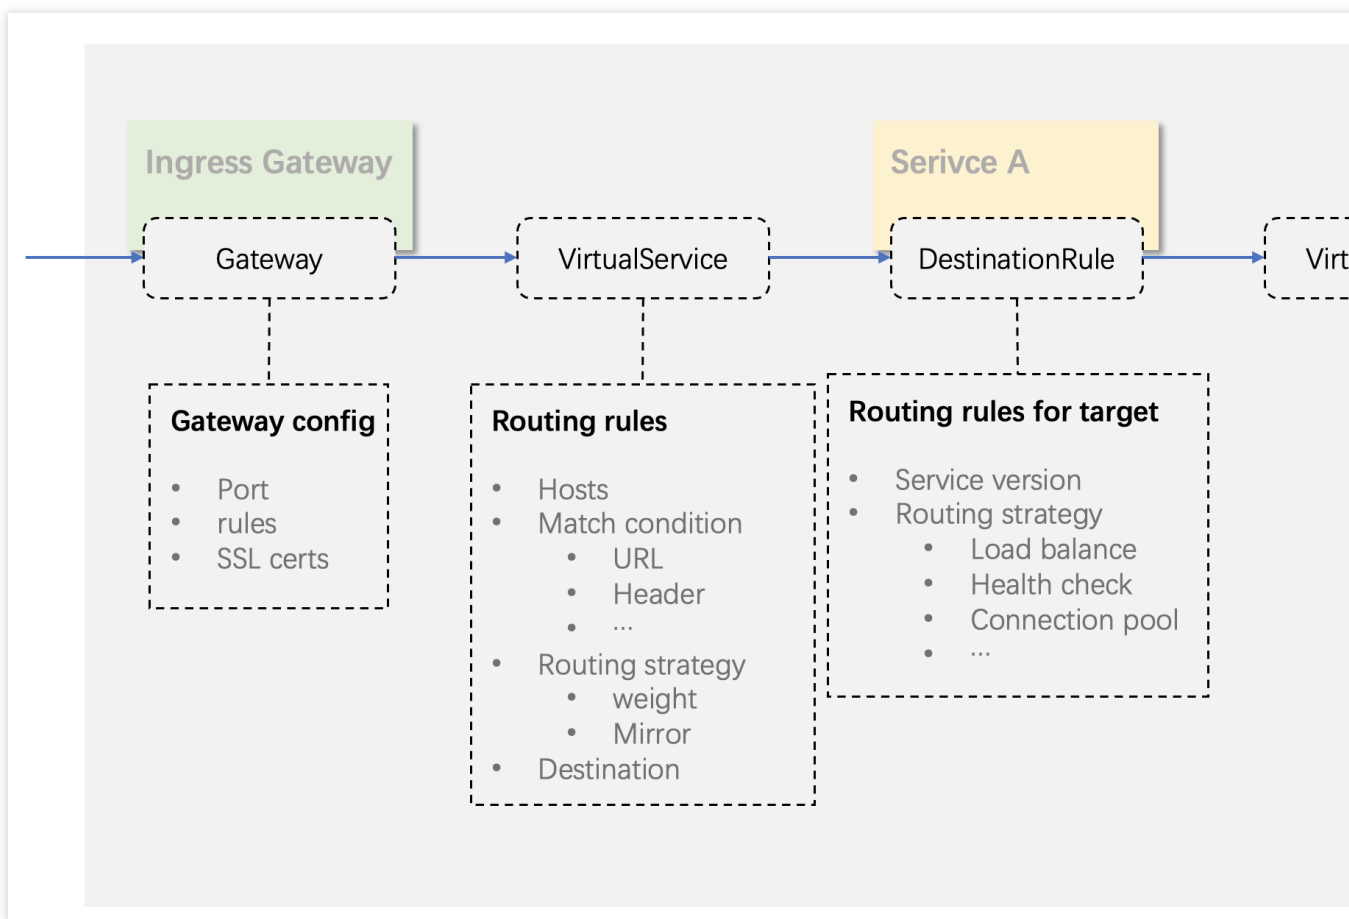 Ingress Gateway
Serivce A
Gateway
VirtualService
DestinationRule
Virt
Gateway config
• Port
• rules
• SSL certs
Routing rules
• Hosts
• Match condition
• URL
• Header
• ...
• Routing strategy
• weight
• Mirror
• Destination
Routing rules for target
• Service version
• Routing strategy
• Load balance
• Health check
• Connection pool
• ...